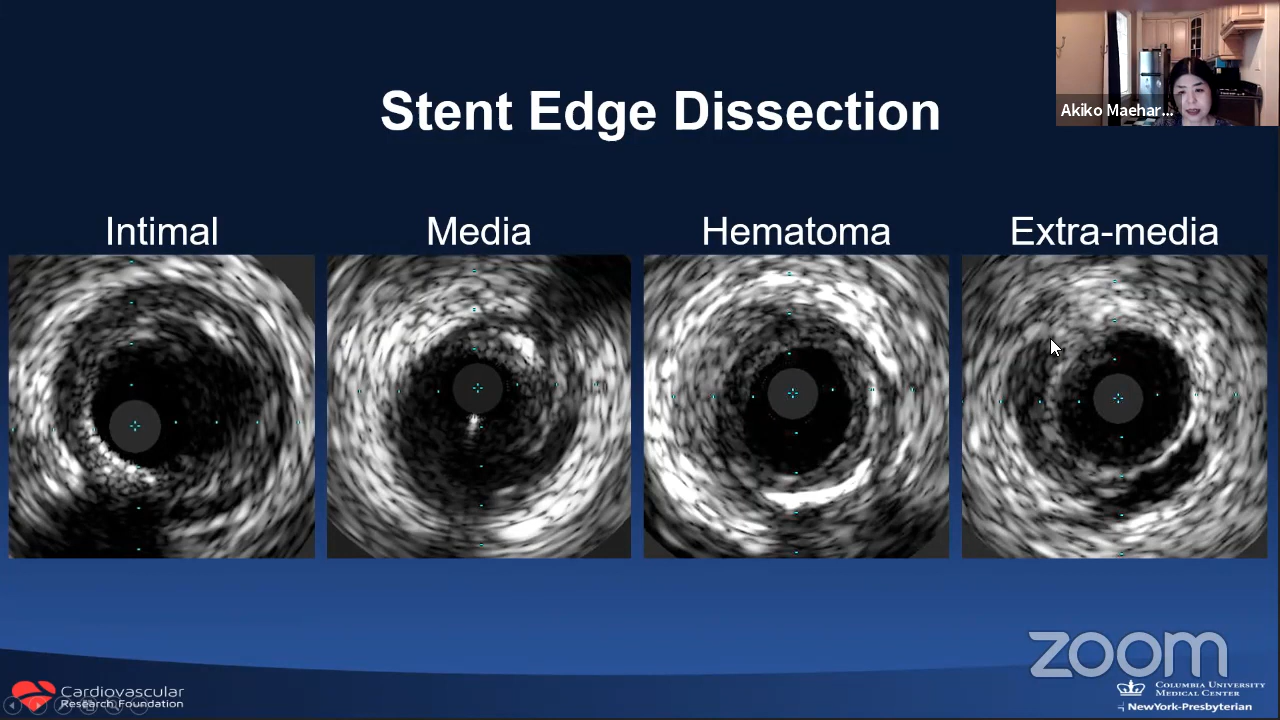 Akiko Maehar...
Stent Edge Dissection
Intimal
Media
Hematoma
Extra-media
zoom
Cardiovascular
Research Foundation
COLUMBIA UNIVERSITY
MEDICAL CENTER
NewYork-Presbyterian